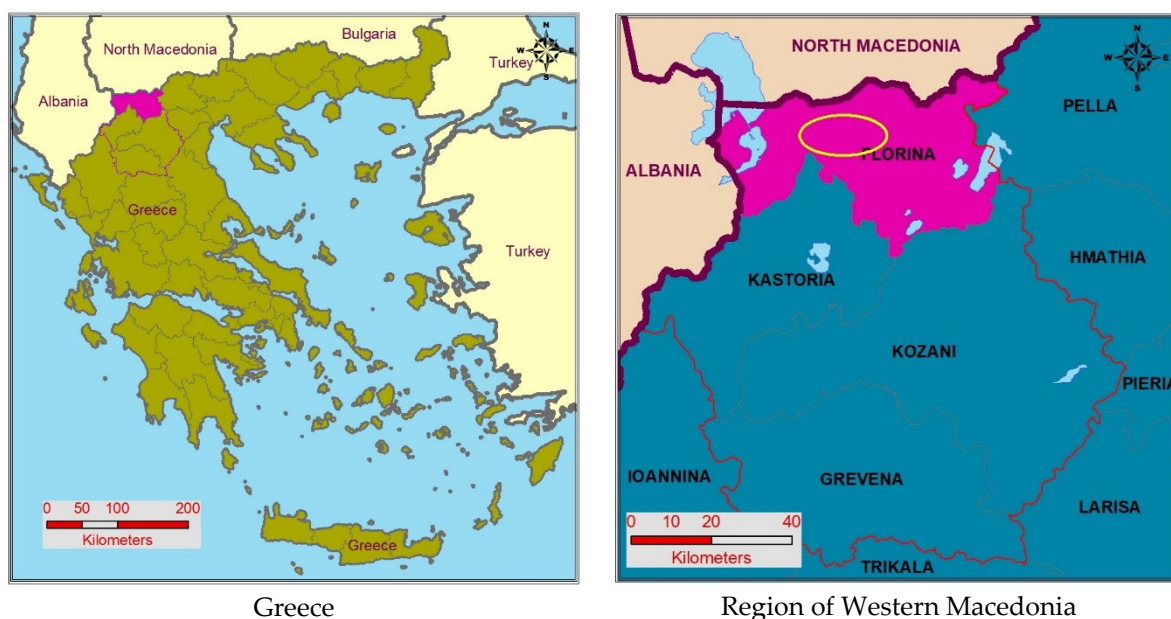 Bulgaria
North Macedonia
N
W E
S
Turkey
Albania
Greece
Turkey
0 50 100 200
Kilometers
Greece
Greece
NORTH MACEDONIA
N
W E
S
PELLA
FLORINA
ALBANIA
HMATHIA
KASTORIA
KOZANI
PIERIA
IOANNINA
GREVENA
LARISA
0 10 20 40
Kilometers
TRIKALA
Region of Western Macedonia